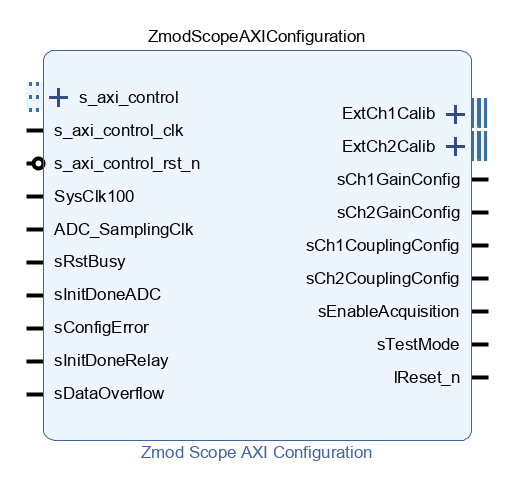 ZmodScopeAXIConfiguration
s_axi_control
s_axi_control_clk
s_axi_control_rst_n
SysClk100
ADC_SamplingClk
sRstBusy
sInitDoneADC
sConfigError
sInitDoneRelay
sDataOverflow
ExtCh1Calib
ExtCh2Calib
sCh1GainConfig
sCh2GainConfig
sCh1CouplingConfig
sCh2CouplingConfig
sEnableAcquisition
sTestMode
lReset_n
Zmod Scope AXI Configuration